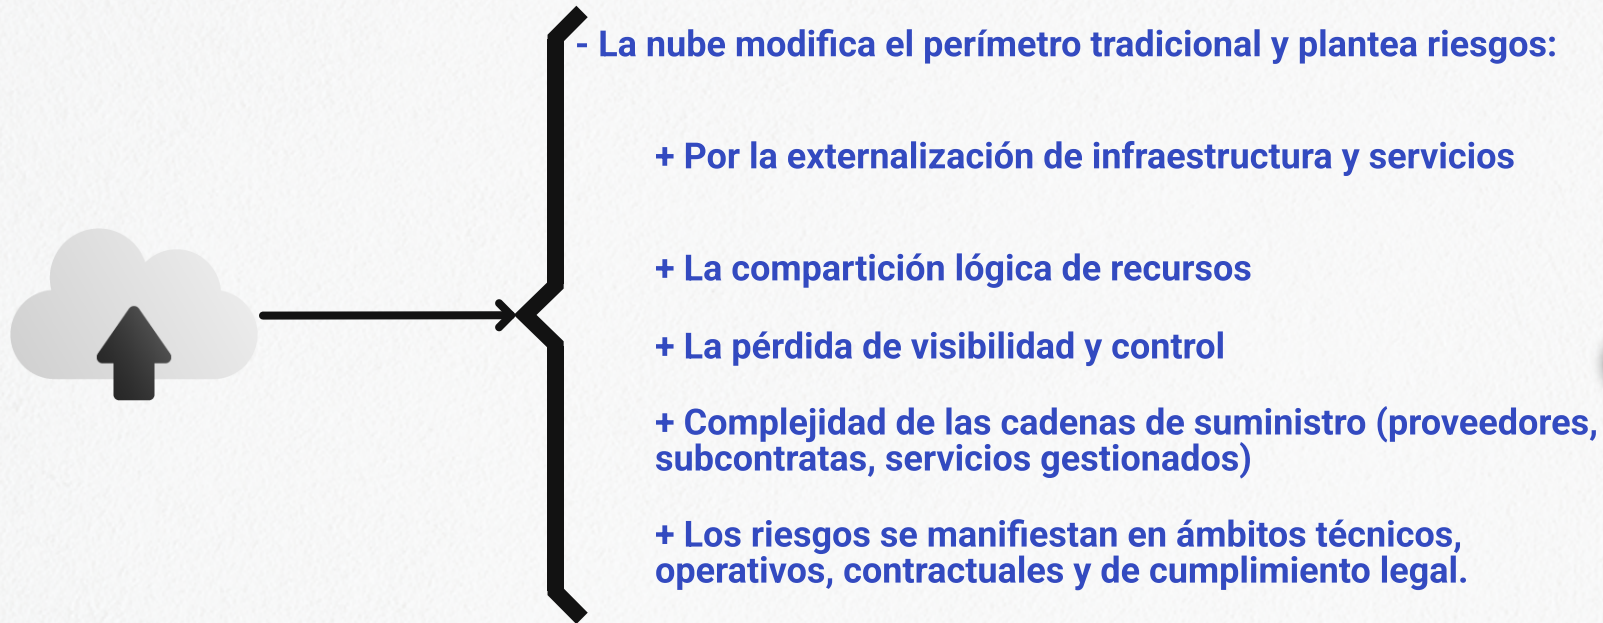 - La nube modifica el perímetro tradicional y plantea riesgos:
+ Por la externalización de infraestructura y servicios
+ La compartición lógica de recursos
+ La pérdida de visibilidad y control
+ Complejidad de las cadenas de suministro (proveedores,
subcontratas, servicios gestionados)
+ Los riesgos se manifiestan en ámbitos técnicos,
operativos, contractuales y de cumplimiento legal.